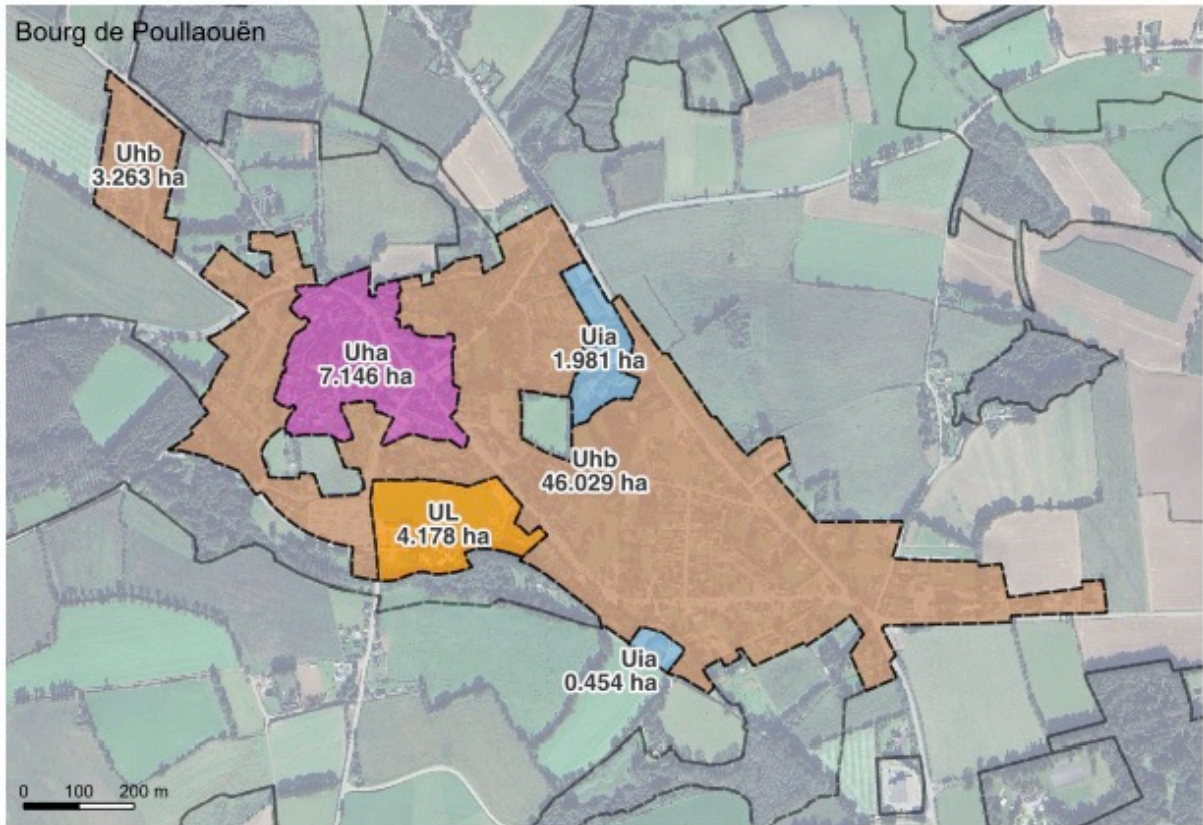 Bourg de Poullaouën
Uhb
3.263 ha
Uha
7.146 ha
Uia
1.981 ha
Uhb
46.029 ha
UL
4.178 ha
Uia
0.454 ha
0 100 200 m